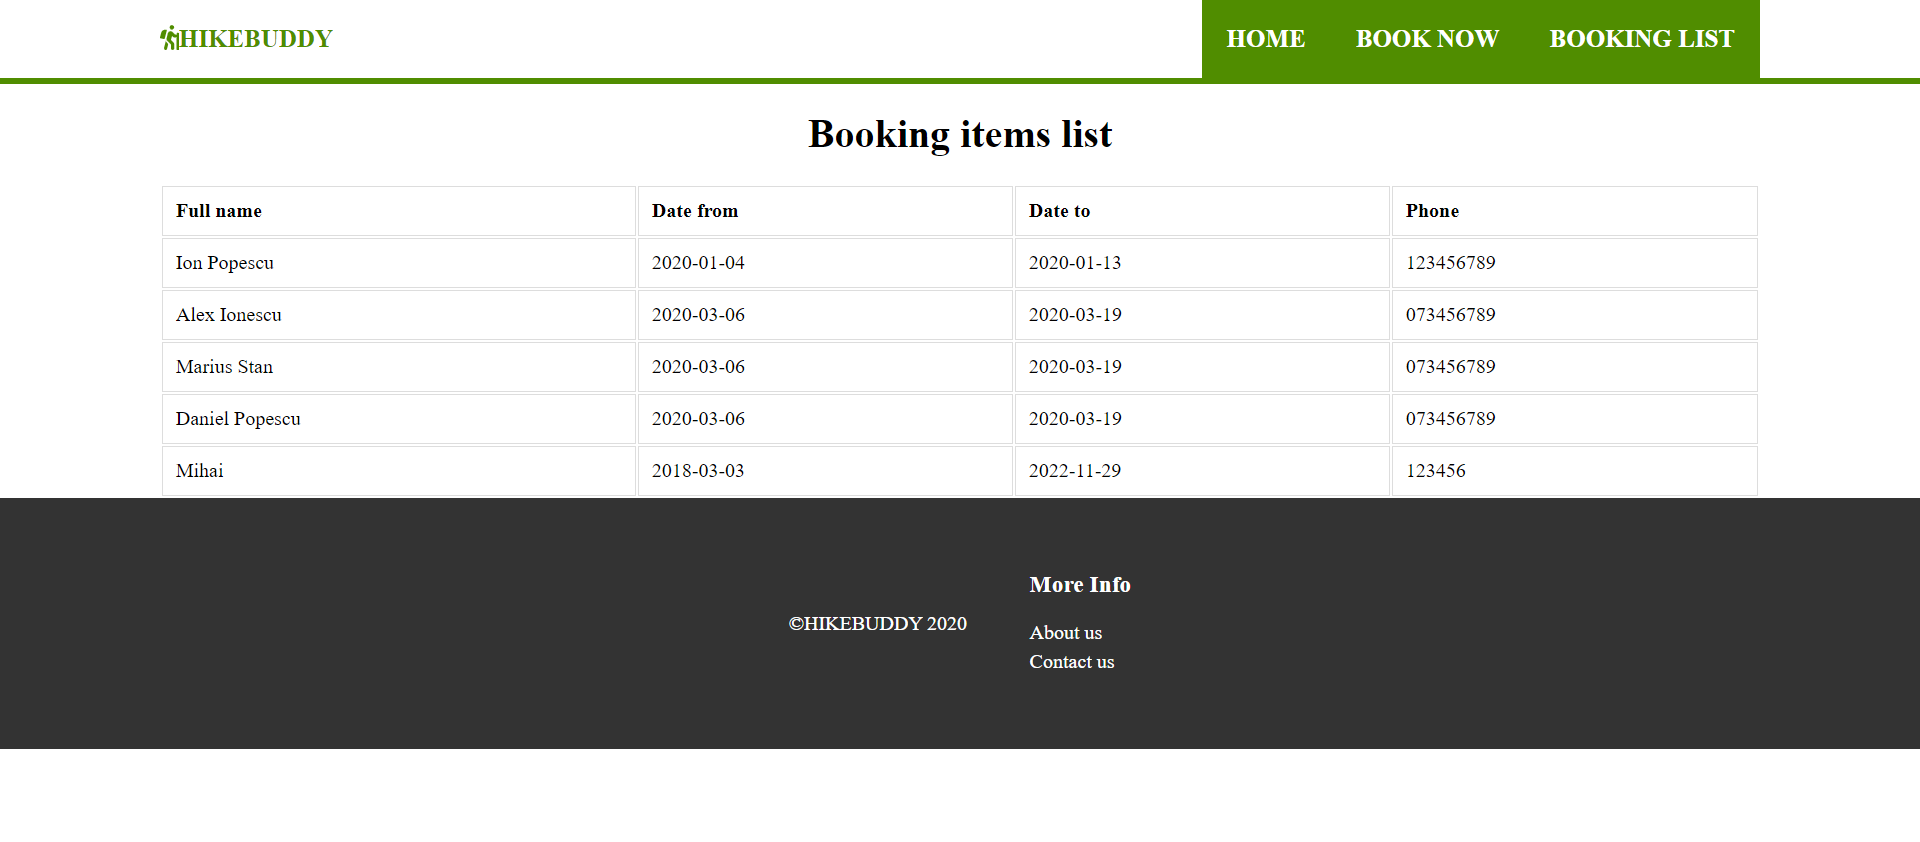 HIKEBUDDY HOME BOOK NOW BOOKING LIST
Booking items list
Full name Date from Date to Phone
Ion Popescu 2020-01-04 2020-01-13 123456789
Alex Ionescu 2020-03-06 2020-03-19 073456789
Marius Stan 2020-03-06 2020-03-19 073456789
Daniel Popescu 2020-03-06 2020-03-19 073456789
Mihai 2018-03-03 2022-11-29 123456
©HIKEBUDDY 2020
More Info
About us
Contact us